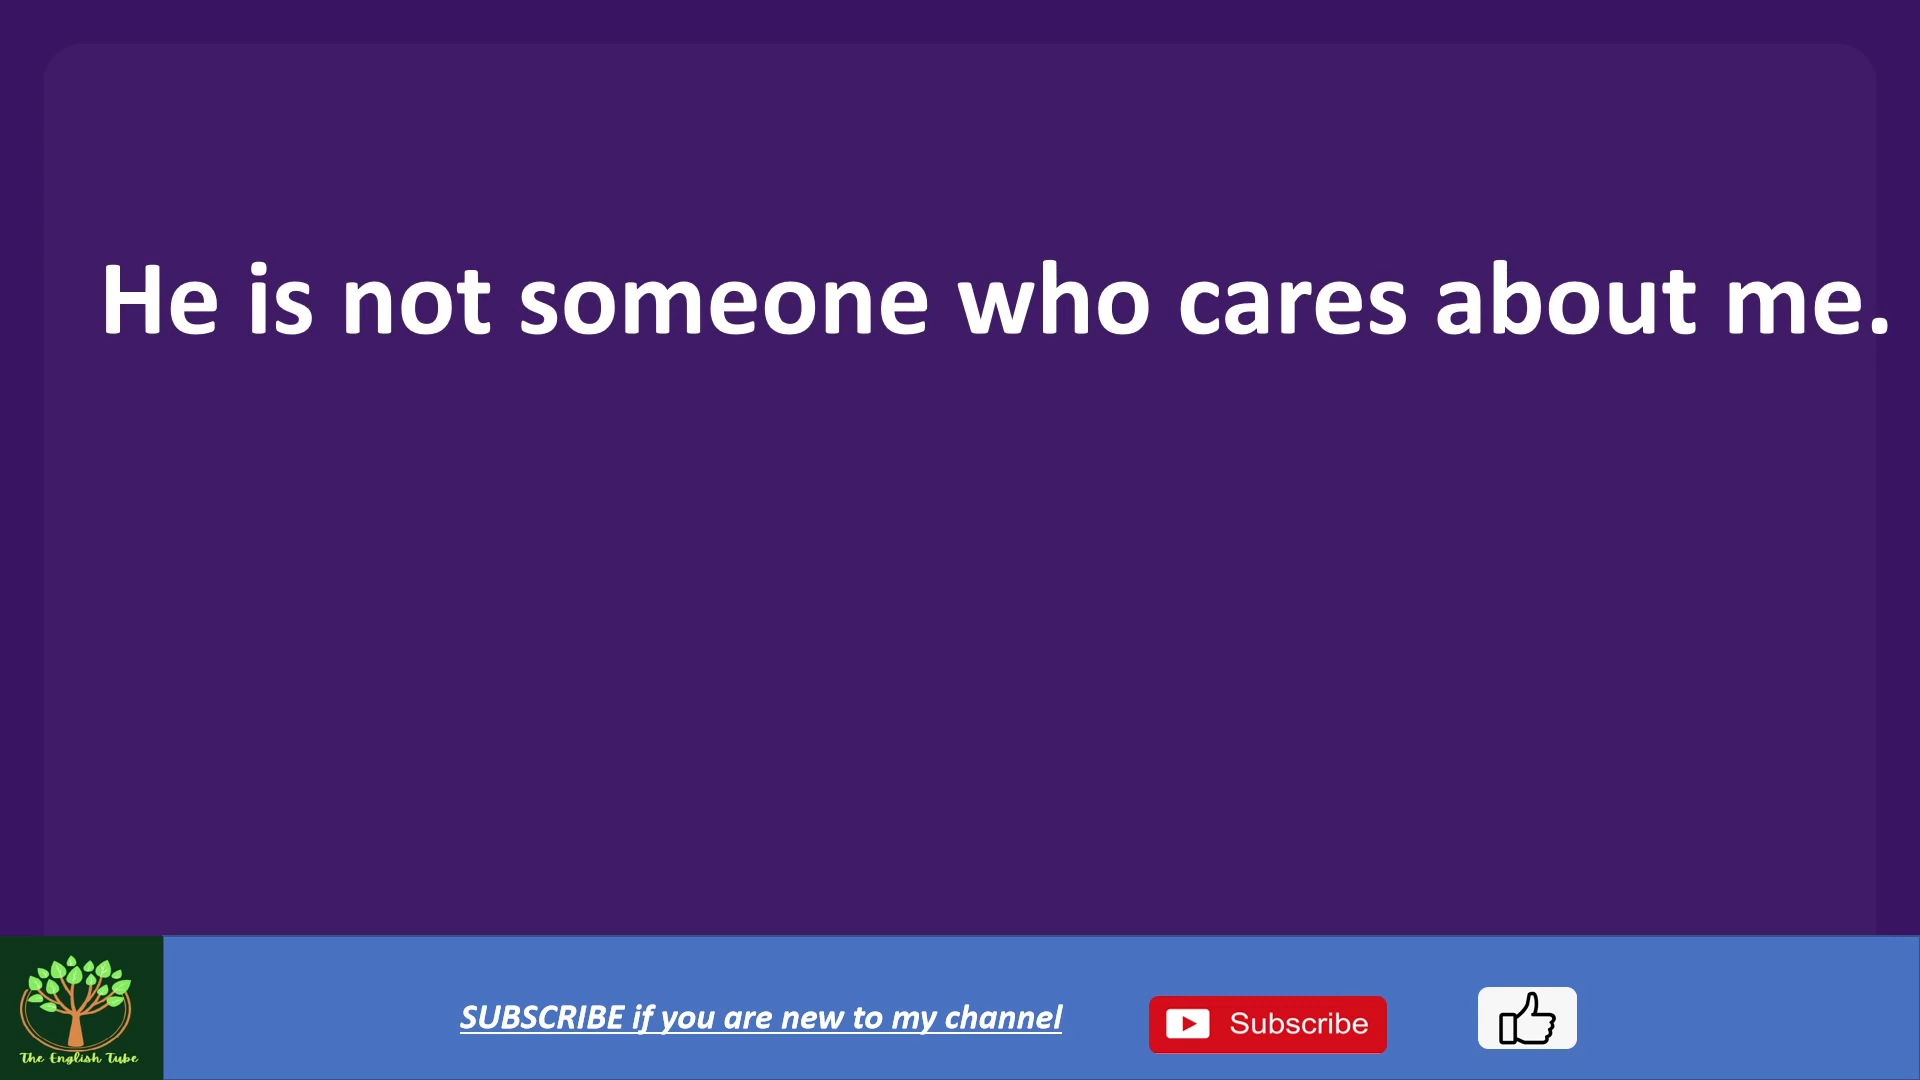 He is not someone who cares about me.
SUBSCRIBE if you are new to my channel
Subscribe
The English Tube